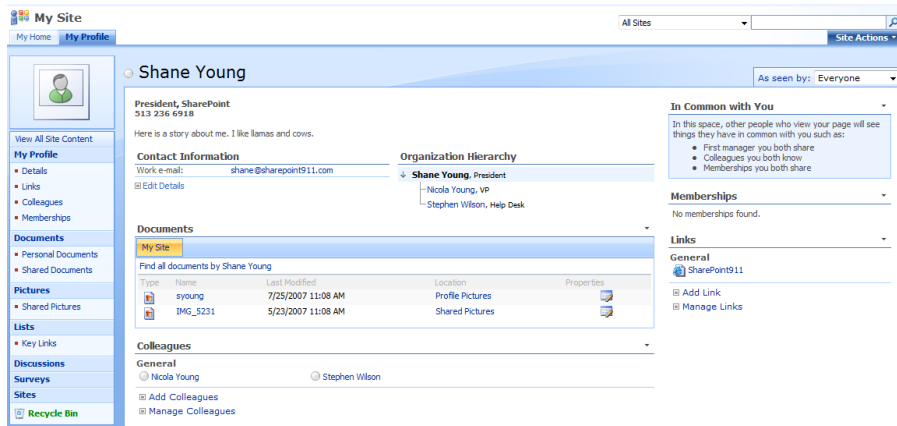 My Site
All Sites
My Home My Profile
Site Actions
Shane Young
As seen by: Everyone
President, SharePoint
513 236 6918
Here is a story about me. I like llamas and cows.
Contact Information
Work e-mail: shane@sharepoint911.com
Edit Details
Organization Hierarchy
Shane Young, President
Nicola Young, VP
Stephen Wilson, Help Desk
In Common with You
In this space, other people who view your page will see
things they have in common with you such as:
First manager you both share
Colleagues you both know
Memberships you both share
View All Site Content
My Profile
Details
Links
Colleagues
Memberships
Documents
Personal Documents
Shared Documents
Pictures
Shared Pictures
Lists
Key Links
Discussions
Surveys
Sites
Recycle Bin
Documents
My Site
Find all documents by Shane Young
Type Name Last Modified Location Properties
syoung 7/25/2007 11:08 AM Profile Pictures
IMG_5231 5/23/2007 11:08 AM Shared Pictures
Colleagues
General
Nicola Young Stephen Wilson
Add Colleagues
Manage Colleagues
Memberships
No memberships found.
Links
General
SharePoint911
Add Link
Manage Links